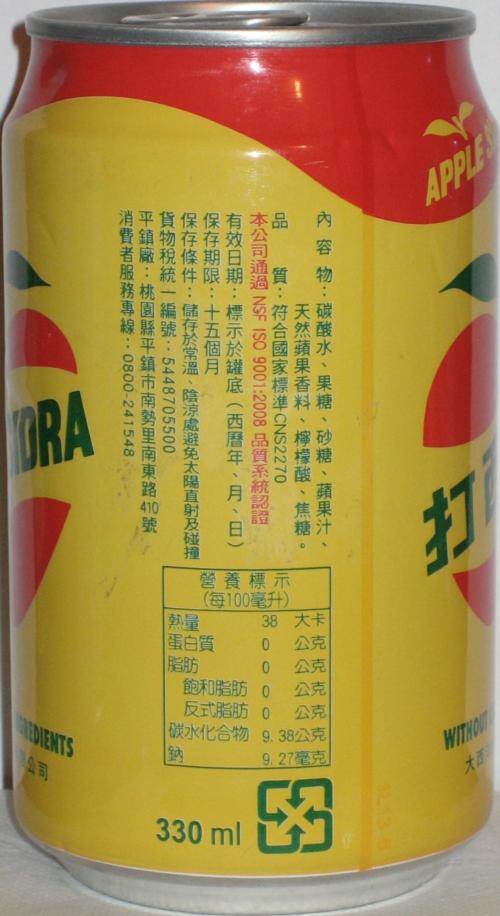 APPLE
內容物：碳酸水、果糖、砂糖、蘋果汁、
天然蘋果香料、檸檬酸、焦糖。
品質：符合國家標準CNS2270
本公司通過 NSF ISO 9001:2008 品質系統認證
有效日期：標示於罐底（西曆年、月、日）
保存期限：十五個月
保存條件：儲存於常溫、陰涼處避免太陽直射及碰撞
貨物稅統一編號：5448705500
平鎮廠：桃園縣平鎮市南勢里南東路410號
消費者服務專線：0800-241548
DRA
打
營養標示
(每100毫升)
熱量 38 大卡
蛋白質 0 公克
脂肪 0 公克
飽和脂肪 0 公克
反式脂肪 0 公克
碳水化合物 9.38公克
鈉 9.27毫克
330 ml
REDIENTS
公司
WITHOUT
大西